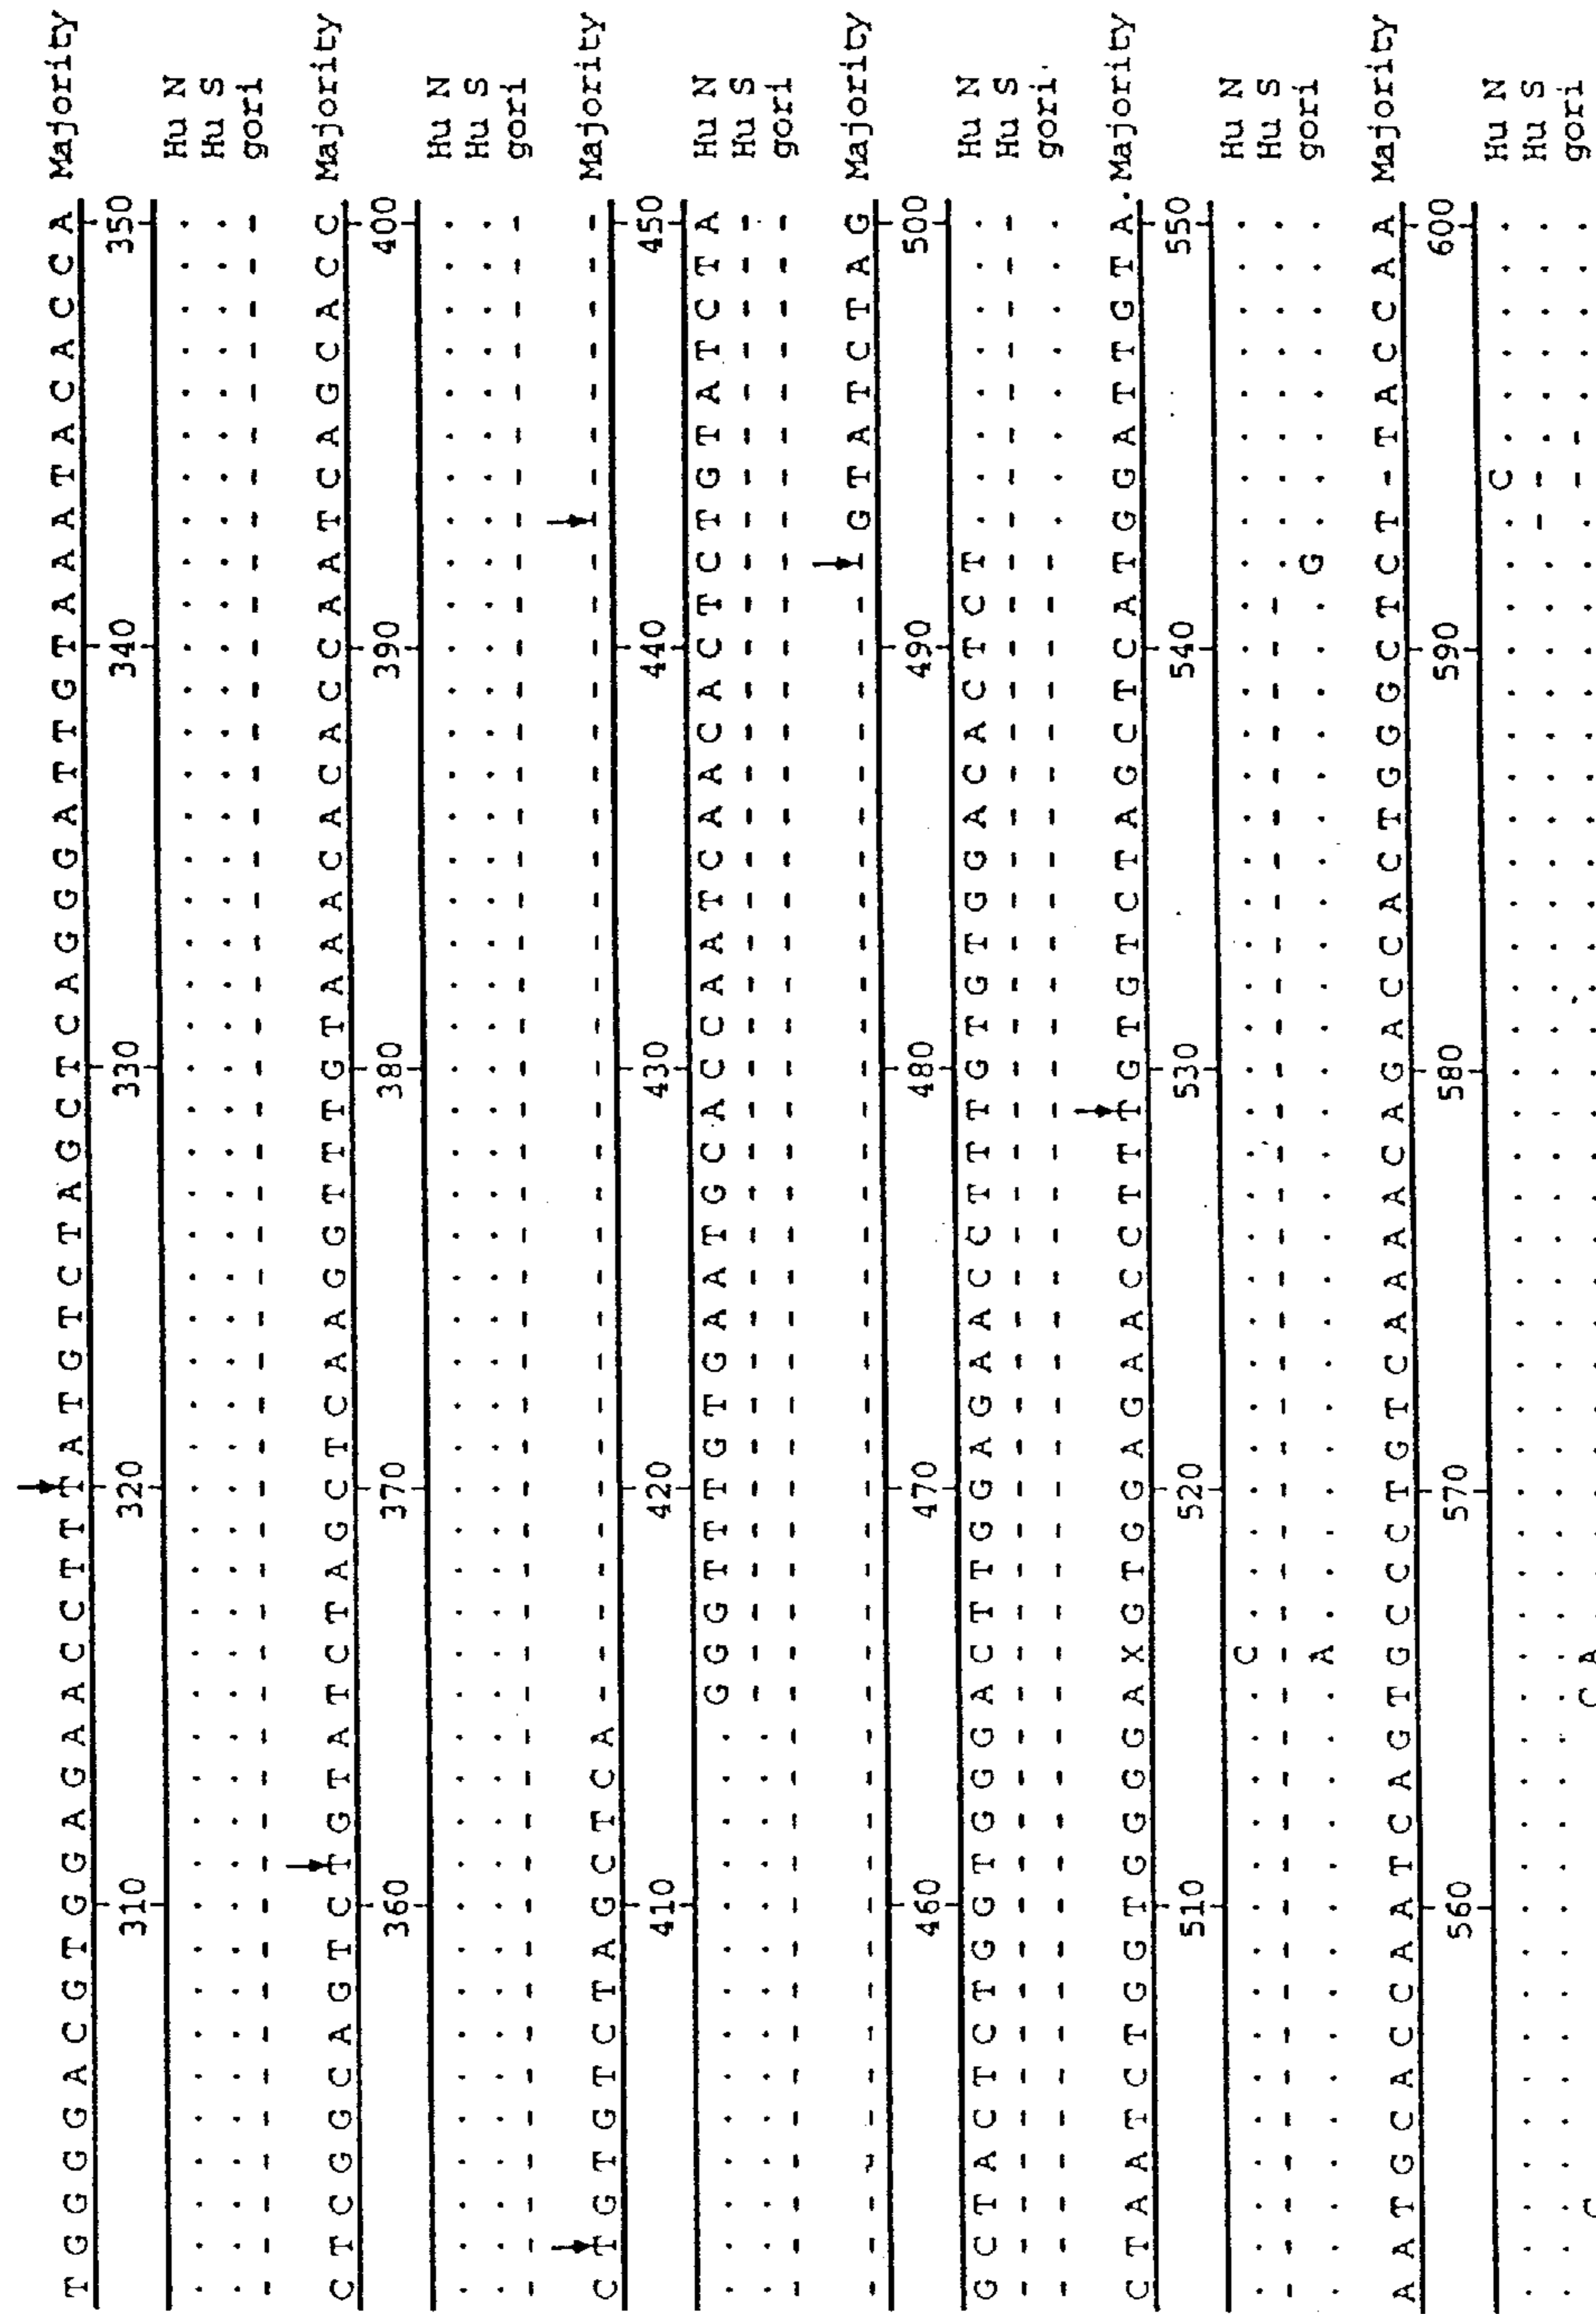 T G G G G A C G T G G A G A A C C T T T A T G T C T A G C T C A G G G A T T G T A A A T A C A C C A Majority
310 320 330 340 350
. . . . . . . . . . . . . . . . . . . . . . . . . . . . . . . . . . . . . . . . . . . . . . . . . . Hu N
. . . . . . . . . . . . . . . . . . . . . . . . . . . . . . . . . . . . . . . . . . . . . . . . . . Hu S
- - - - - - - - - - - - - - - - - - - - - - - - - - - - - - - - - - - - - - - - - - - - - - - - - - gori
C T C G G C A G T C T G T A T C T A G C T C A A G G T T T G T A A A C A C A C C A A T C A G C A C C Majority
360 370 380 390 400
. . . . . . . . . . . . . . . . . . . . . . . . . . . . . . . . . . . . . . . . . . . . . . . . . . Hu N
. . . . . . . . . . . . . . . . . . . . . . . . . . . . . . . . . . . . . . . . . . . . . . . . . . Hu S
- - - - - - - - - - - - - - - - - - - - - - - - - - - - - - - - - - - - - - - - - - - - - - - - - - gori
C T G T G T C T A G C T C A - - - - - - - - - - - - - - - - - - - - - - - - - - - - - - - - - - - - Majority
410 420 430 440 450
. . . . . . . . . . . . . . G G G T T T G T G A A T G C A C C A A T C A A C A C T C T G T A T C T A Hu N
. . . . . . . . . . . . . . - - - - - - - - - - - - - - - - - - - - - - - - - - - - - - - - - - - - Hu S
- - - - - - - - - - - - - - - - - - - - - - - - - - - - - - - - - - - - - - - - - - - - - - - - - - gori
- - - - - - - - - - - - - - - - - - - - - - - - - - - - - - - - - - - - - - - - - - G T A T C T A G Majority
460 470 480 490 500
G C T A C T C T G G T G G G A C T T G G A G A A C C T T T G T G T G G A C A C T C T . . . . . . . . Hu N
- - - - - - - - - - - - - - - - - - - - - - - - - - - - - - - - - - - - - - - - - - - - - - - - - - Hu S
- - - - - - - - - - - - - - - - - - - - - - - - - - - - - - - - - - - - - - - - - - . . . . . . . . gori
C T A A T C T G G T G G G G A X G T G G A G A A C C T T T G T G T C T A G C T C A T G G A T T G T A Majority
510 520 530 540 550
. . . . . . . . . . . . . . . C . . . . . . . . . . . . . . . . . . . . . . . . . . . . . . . . . . Hu N
- - - - - - - - - - - - - - - - - - - - - - - - - - - - - - - - - - - - - - - - - . . . . . . . . . Hu S
. . . . . . . . . . . . . . . A . . . . . . . . . . . . . . . . . . . . . . . . . G . . . . . . . . gori
A A T G C A C C A A T C A G T G C C C T G T C A A A A C A G A C C A C T G G G C T C T - T A C C A A Majority
560 570 580 590 600
. . . . . . . . . . . . . . . . . . . . . . . . . . . . . . . . . . . . . . . . . . . C . . . . . . Hu N
. . . . . . . . . . . . . . . . . . . . . . . . . . . . . . . . . . . . . . . . . . - - . . . . . . Hu S
. . C . . . . . . . . . . . C A . . . . . . . . . . . . . . . . . . . . . . . . . . . - - . . . . . gori